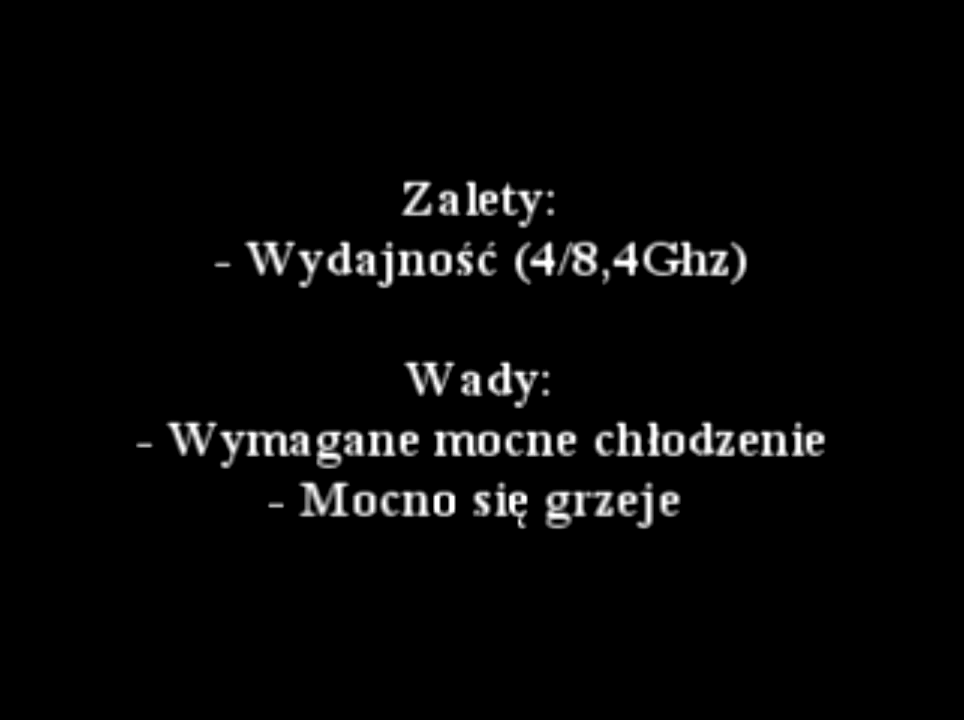 Zalety:
- Wydajność (4/8,4Ghz)
Wady:
- Wymagane mocne chłodzenie
- Mocno się grzeje